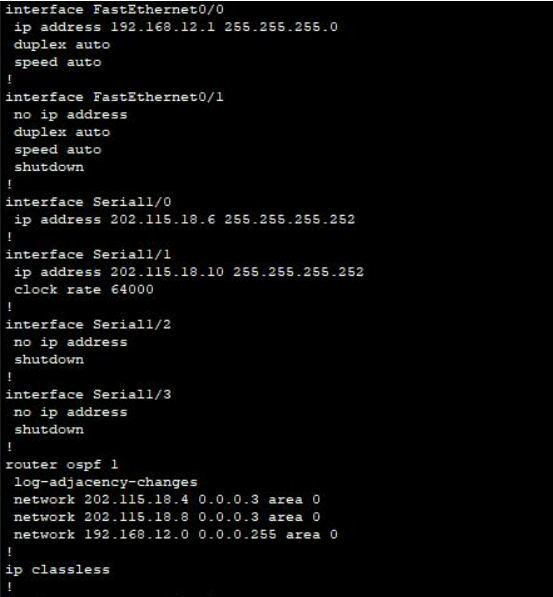 interface FastEthernet0/0
ip address 192.168.12.1 255.255.255.0
duplex auto
speed auto
!
interface FastEthernet0/1
no ip address
duplex auto
speed auto
shutdown
!
interface Serial1/0
ip address 202.115.18.6 255.255.255.252
!
interface Serial1/1
ip address 202.115.18.10 255.255.255.252
clock rate 64000
!
interface Serial1/2
no ip address
shutdown
!
interface Serial1/3
no ip address
shutdown
!
router ospf 1
log-adjacency-changes
network 202.115.18.4 0.0.0.3 area 0
network 202.115.18.8 0.0.0.3 area 0
network 192.168.12.0 0.0.0.255 area 0
!
ip classless
!